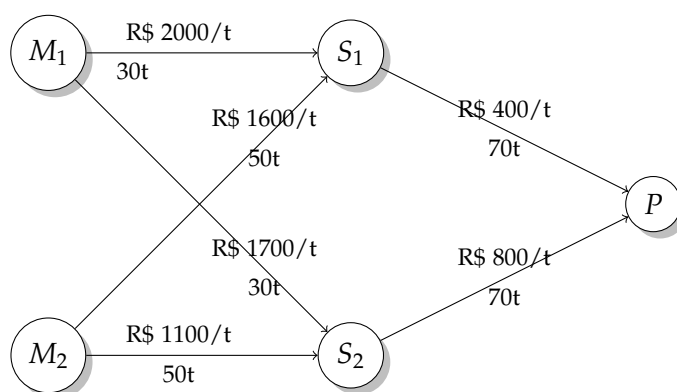 M₁
R$ 2000/t
30t
S₁
R$ 1600/t
50t
R$ 400/t
70t
P
R$ 1700/t
30t
R$ 800/t
70t
M₂
R$ 1100/t
50t
S₂